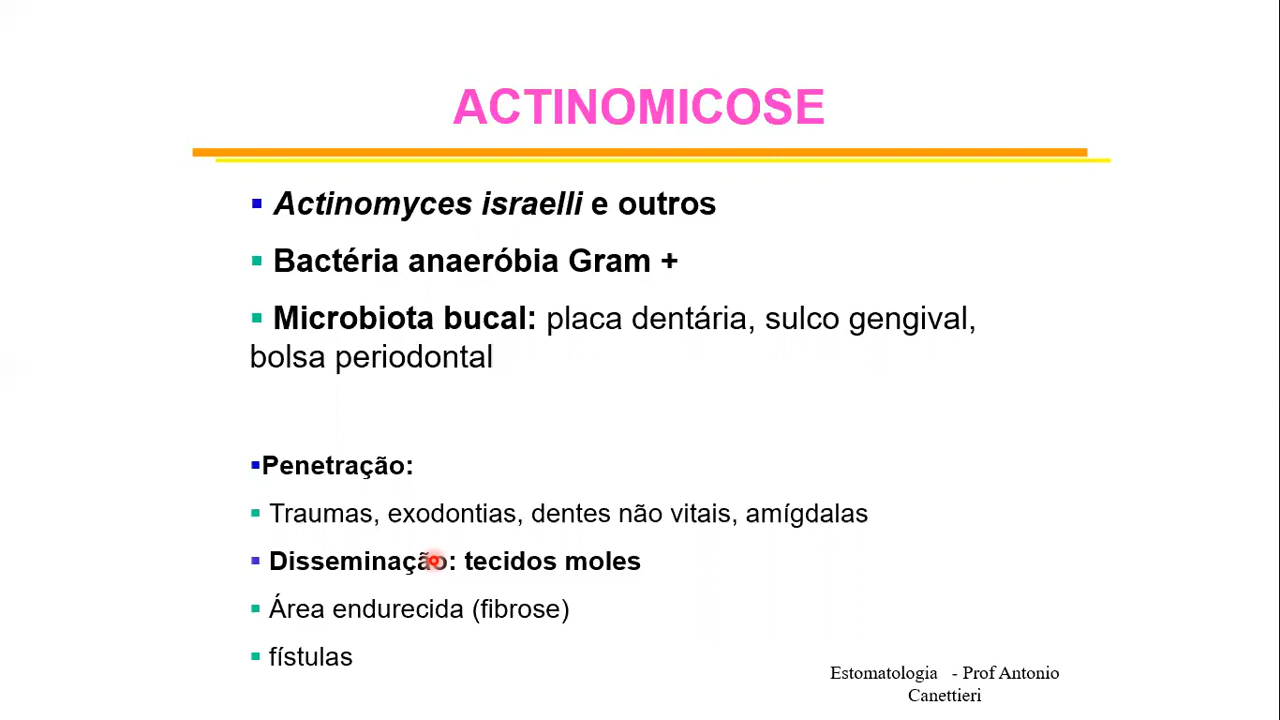 ACTINOMICOSE
▪ Actinomyces israelli e outros
▪ Bactéria anaeróbia Gram +
▪ Microbiota bucal: placa dentária, sulco gengival,
bolsa periodontal
▪Penetração:
▪ Traumas, exodontias, dentes não vitais, amígdalas
▪ Disseminação: tecidos moles
▪ Área endurecida (fibrose)
▪ fístulas
Estomatologia - Prof Antonio
Canettieri